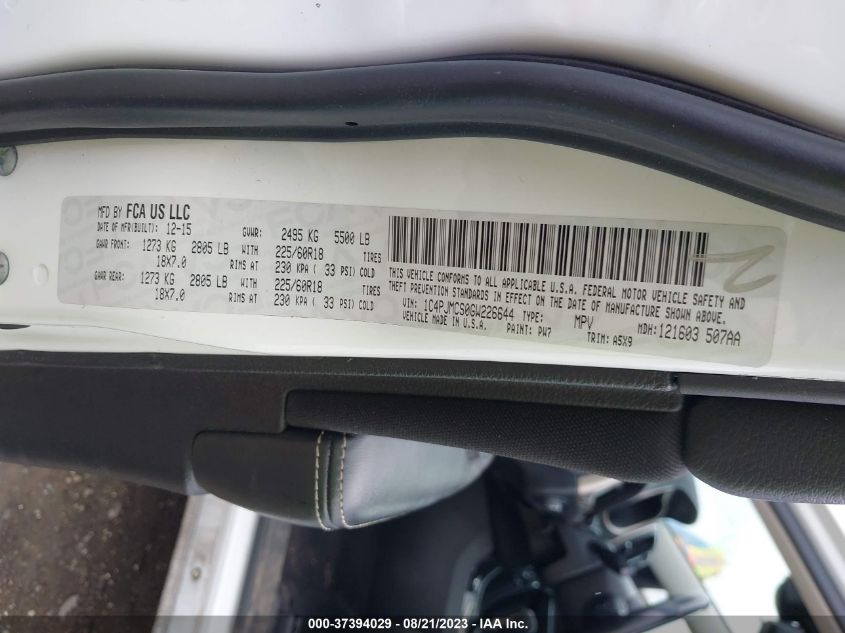 MFD BY FCA US LLC
DATE OF MFR(BUILT): 12-15 GVWR: 2495 KG 5500 LB
GAWR FRONT: 1273 KG 2805 LB WITH 225/60R18 TIRES
18X7.0 RIMS AT 230 KPA ( 33 PSI) COLD
GAWR REAR: 1273 KG 2805 LB WITH 225/60R18 TIRES
18X7.0 RIMS AT 230 KPA ( 33 PSI) COLD
THIS VEHICLE CONFORMS TO ALL APPLICABLE U.S.A. FEDERAL MOTOR VEHICLE SAFETY AND
THEFT PREVENTION STANDARDS IN EFFECT ON THE DATE OF MANUFACTURE SHOWN ABOVE.
VIN: 1C4PJMCS0GW226644 TYPE: MPV MDH: 121603 507AA
VEHICLE MADE IN U.S.A. PAINT: PW7 TRIM: A5X9
000-37394029 - 08/21/2023 - IAA Inc.